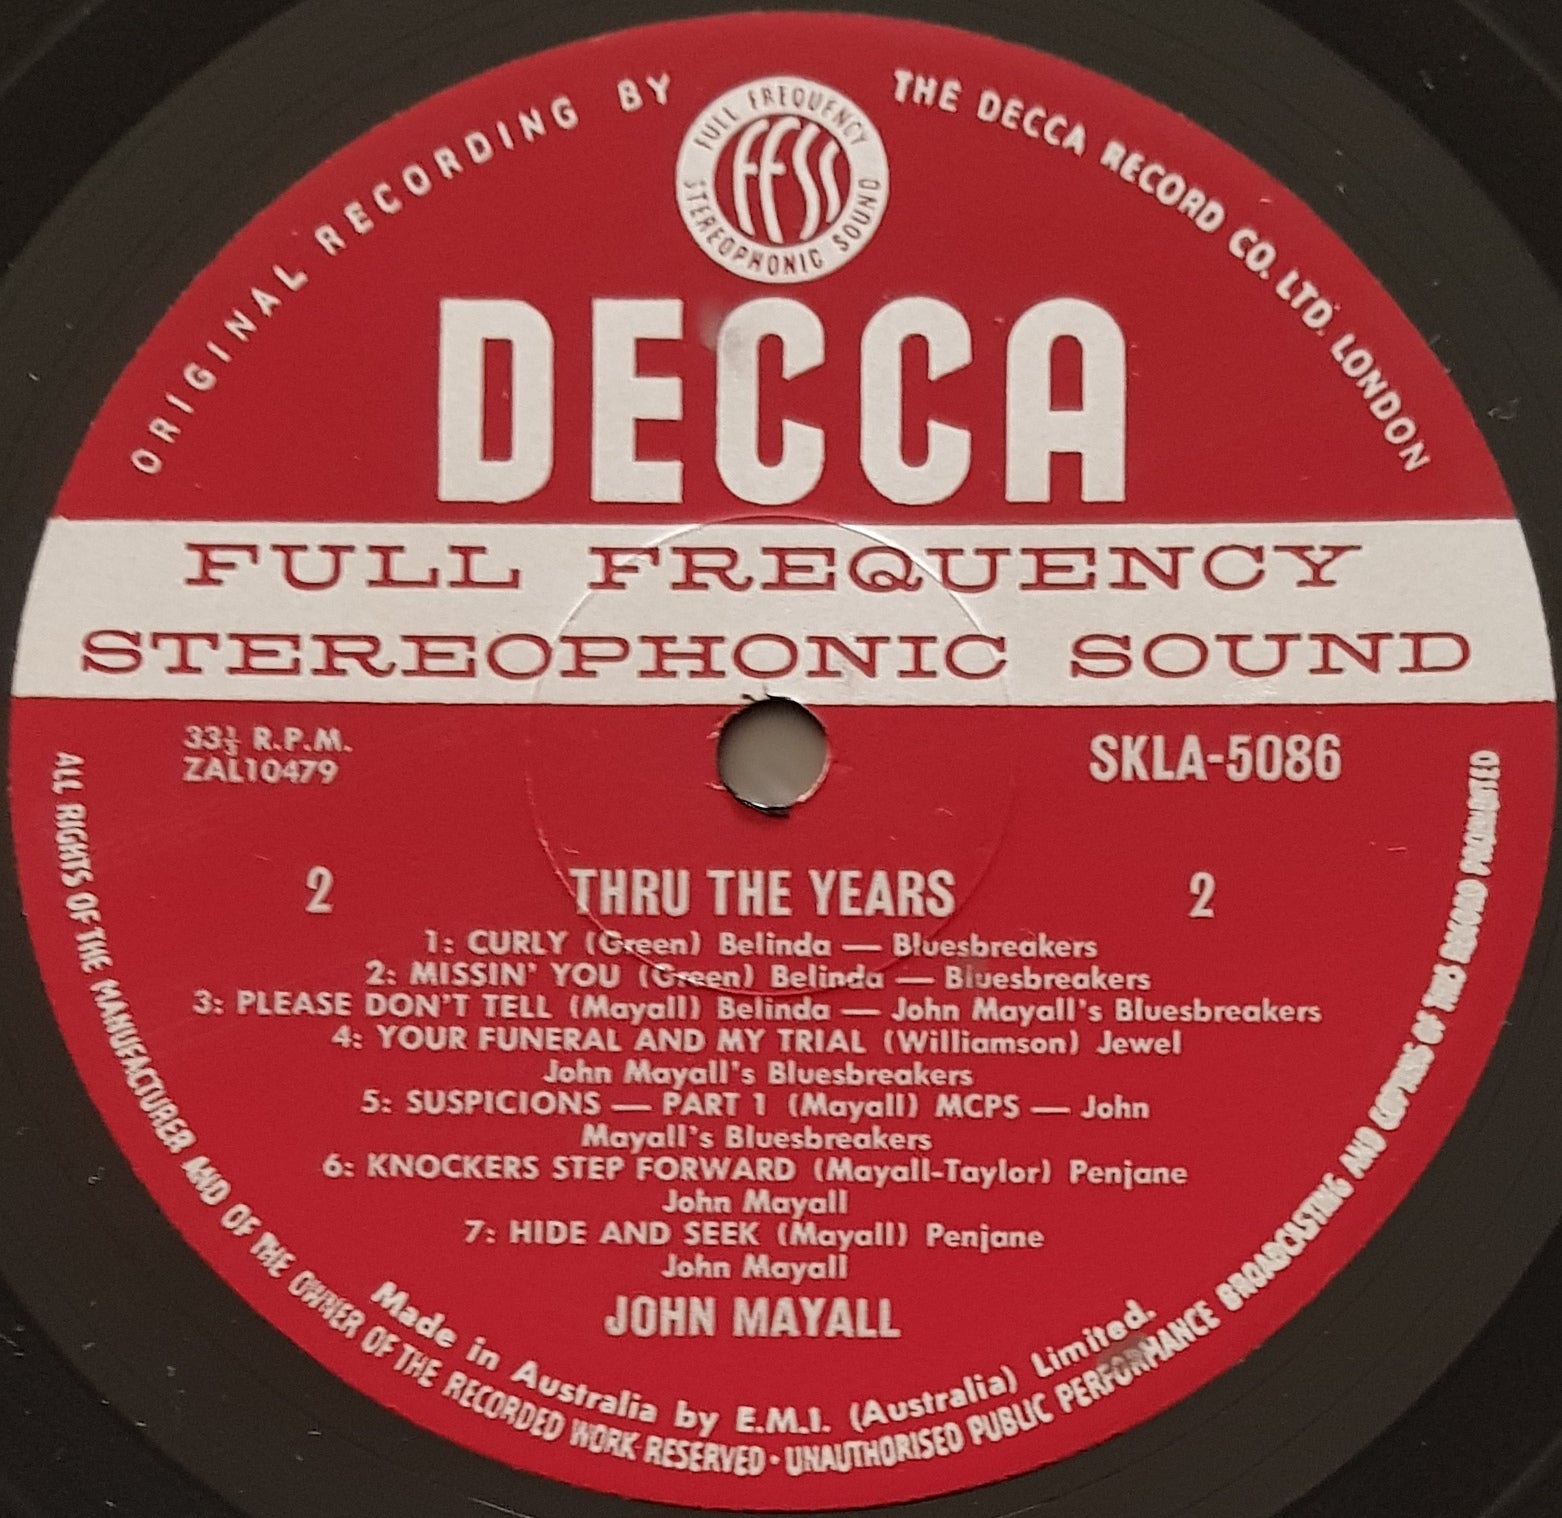 ORIGINAL RECORDING BY THE DECCA RECORD CO. LTD. LONDON
FULL FREQUENCY
FFSS
STEREOPHONIC SOUND
DECCA
FULL FREQUENCY
STEREOPHONIC SOUND
33⅓ R.P.M.
ZAL10479
SKLA-5086
2 THRU THE YEARS 2
1: CURLY (Green) Belinda — Bluesbreakers
2: MISSIN' YOU (Green) Belinda — Bluesbreakers
3: PLEASE DON'T TELL (Mayall) Belinda — John Mayall's Bluesbreakers
4: YOUR FUNERAL AND MY TRIAL (Williamson) Jewel
John Mayall's Bluesbreakers
5: SUSPICIONS — PART 1 (Mayall) MCPS — John
Mayall's Bluesbreakers
6: KNOCKERS STEP FORWARD (Mayall-Taylor) Penjane
John Mayall
7: HIDE AND SEEK (Mayall) Penjane
John Mayall
JOHN MAYALL
Made in Australia by E.M.I. (Australia) Limited.
ALL RIGHTS OF THE MANUFACTURER AND OF THE OWNER OF THE RECORDED WORK RESERVED · UNAUTHORISED PUBLIC PERFORMANCE BROADCASTING AND COPYING OF THIS RECORD PROHIBITED